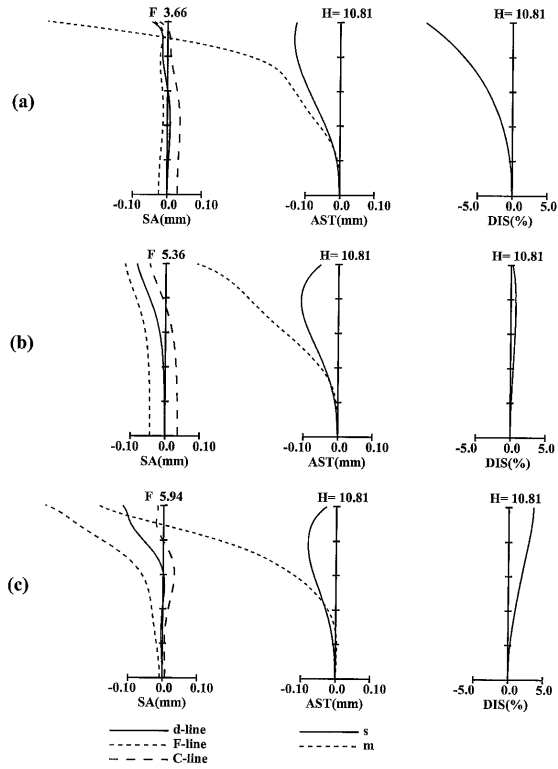 F 3.66 H= 10.81
(a)
-0.10 0.0 0.10 -0.10 0.0 0.10 -5.0 0.0 5.0
SA(mm) AST(mm) DIS(%)
F 5.36 H= 10.81 H= 10.81
(b)
-0.10 0.0 0.10 -0.10 0.0 0.10 -5.0 0.0 5.0
SA(mm) AST(mm) DIS(%)
F 5.94 H= 10.81 H= 10.81
(c)
-0.10 0.0 0.10 -0.10 0.0 0.10 -5.0 0.0 5.0
SA(mm) AST(mm) DIS(%)
d-line s
F-line m
C-line